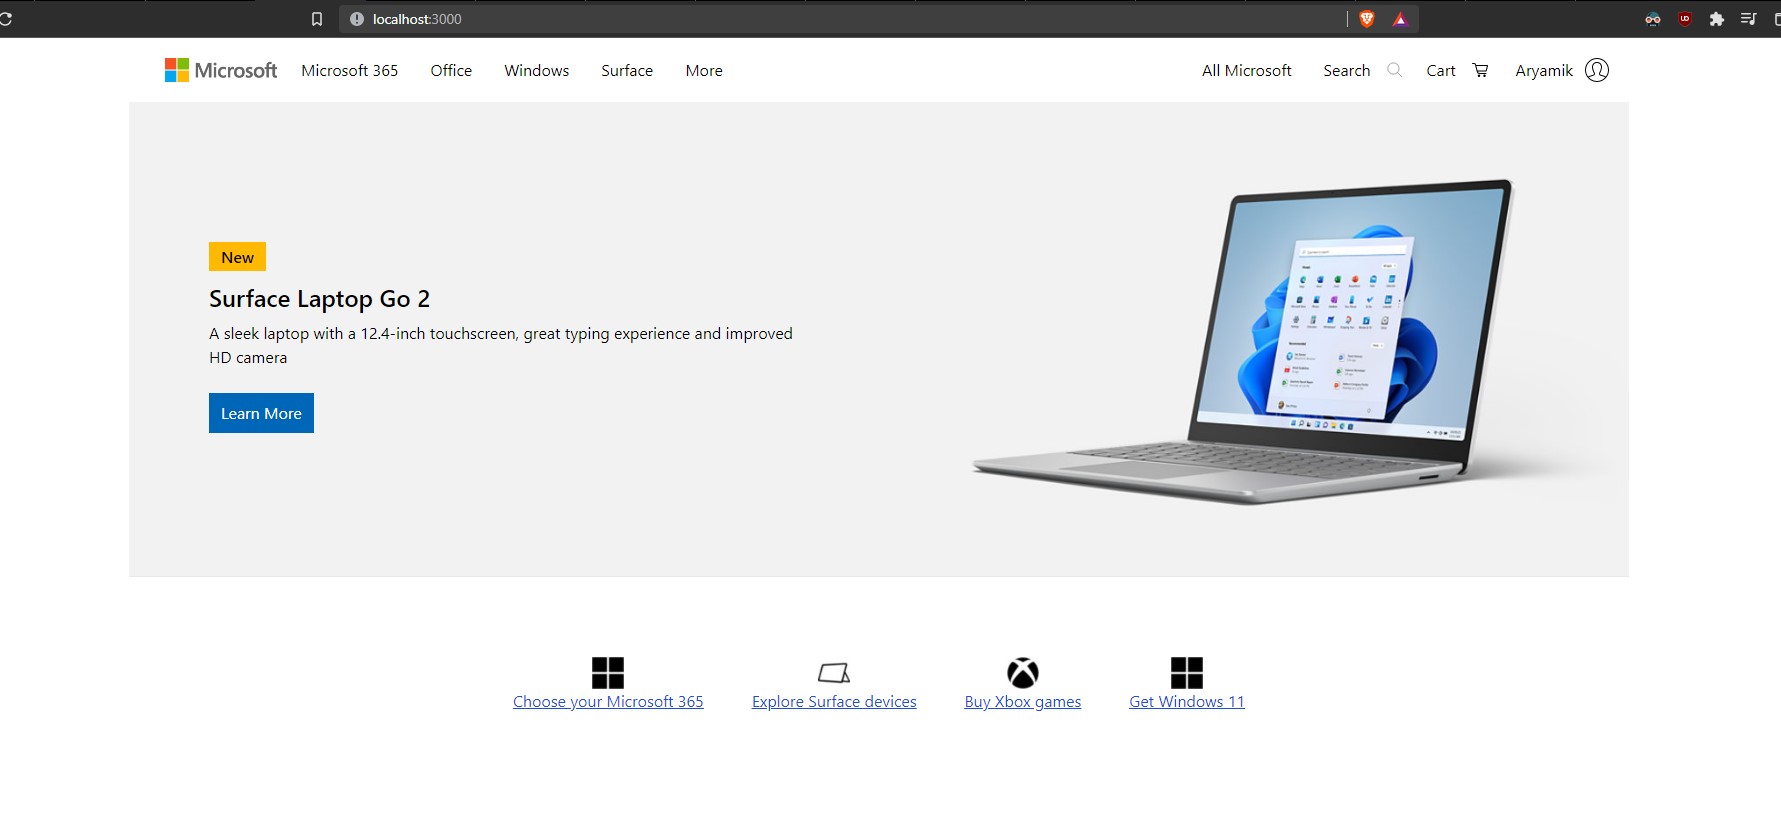 localhost:3000
Microsoft Microsoft 365 Office Windows Surface More All Microsoft Search Cart Aryamik
New
Surface Laptop Go 2
A sleek laptop with a 12.4-inch touchscreen, great typing experience and improved
HD camera
Learn More
Choose your Microsoft 365 Explore Surface devices Buy Xbox games Get Windows 11